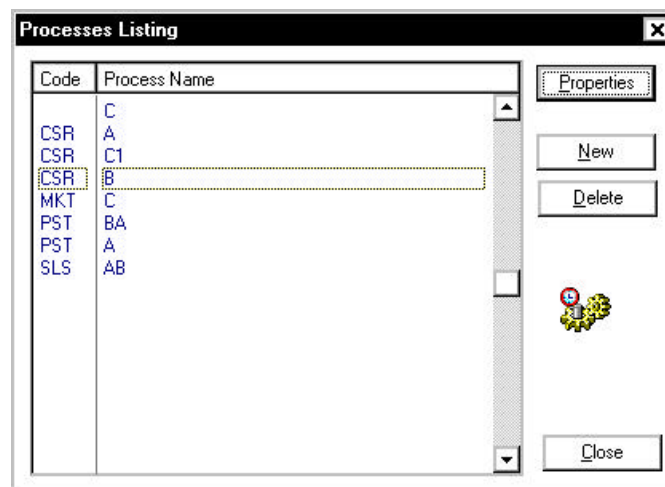 Processes Listing
Code Process Name
C
CSR A
CSR C1
CSR B
MKT C
PST BA
PST A
SLS AB
Properties
New
Delete
Close